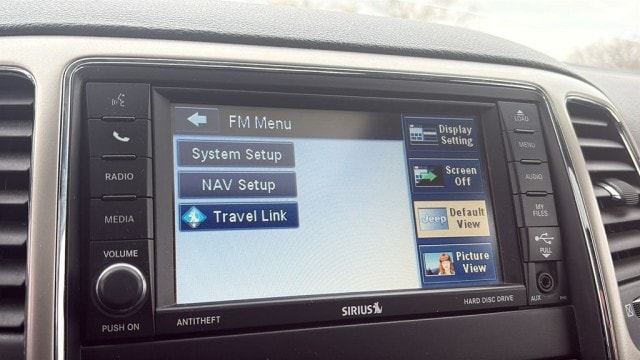 FM Menu
System Setup
NAV Setup
Travel Link
Display
Setting
Screen
Off
Jeep
Default
View
Picture
View
RADIO
MEDIA
VOLUME
PUSH ON
ANTITHEFT
SIRIUS
HARD DISC DRIVE
LOAD
MENU
AUDIO
MY
FILES
PULL
AUX